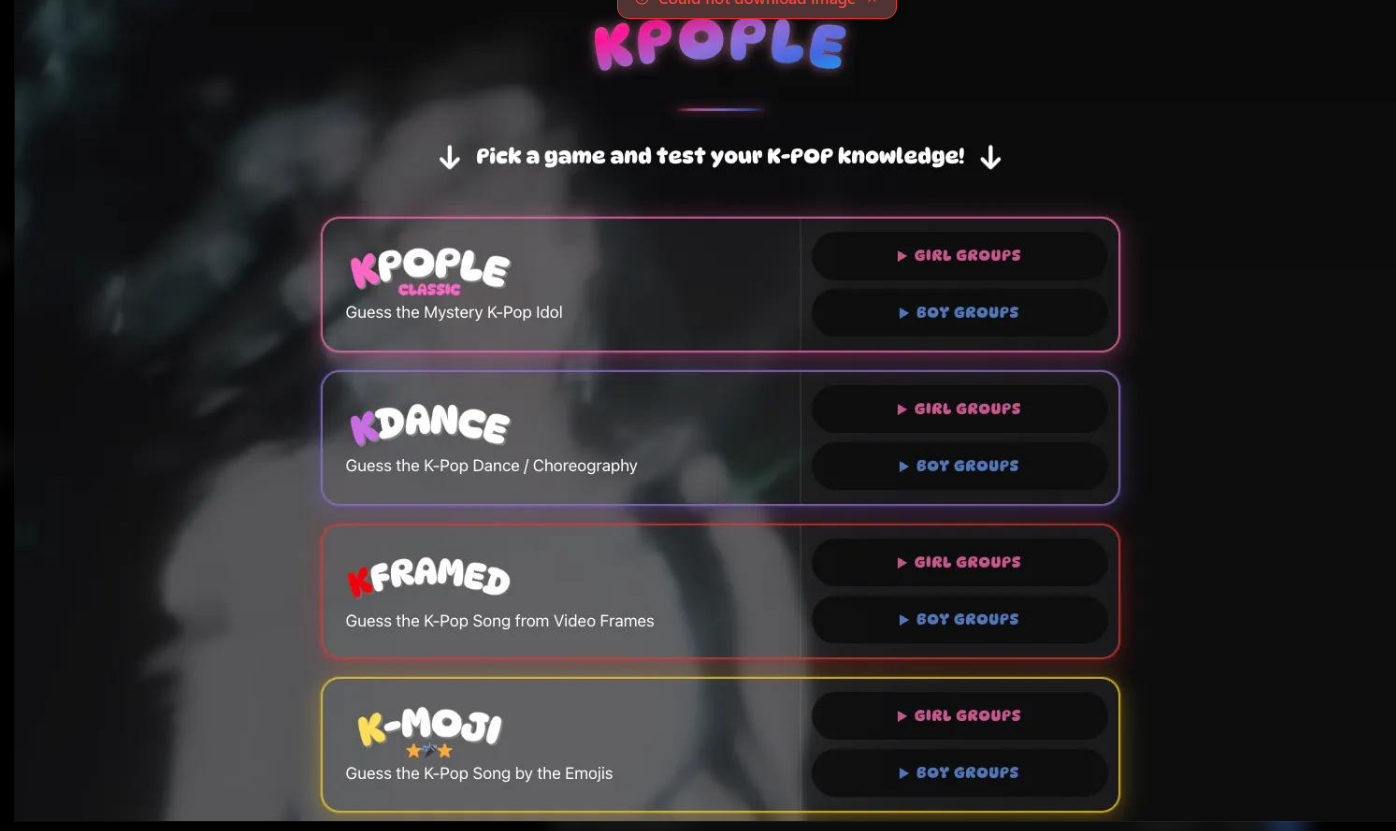 Could not download image
KPOPLE
↓ Pick a game and test your K-POP knowledge! ↓
KPOPLE
CLASSIC
Guess the Mystery K-Pop Idol
▶ GIRL GROUPS
▶ BOY GROUPS
KDANCE
Guess the K-Pop Dance / Choreography
▶ GIRL GROUPS
▶ BOY GROUPS
KFRAMED
Guess the K-Pop Song from Video Frames
▶ GIRL GROUPS
▶ BOY GROUPS
K-MOJI
Guess the K-Pop Song by the Emojis
▶ GIRL GROUPS
▶ BOY GROUPS